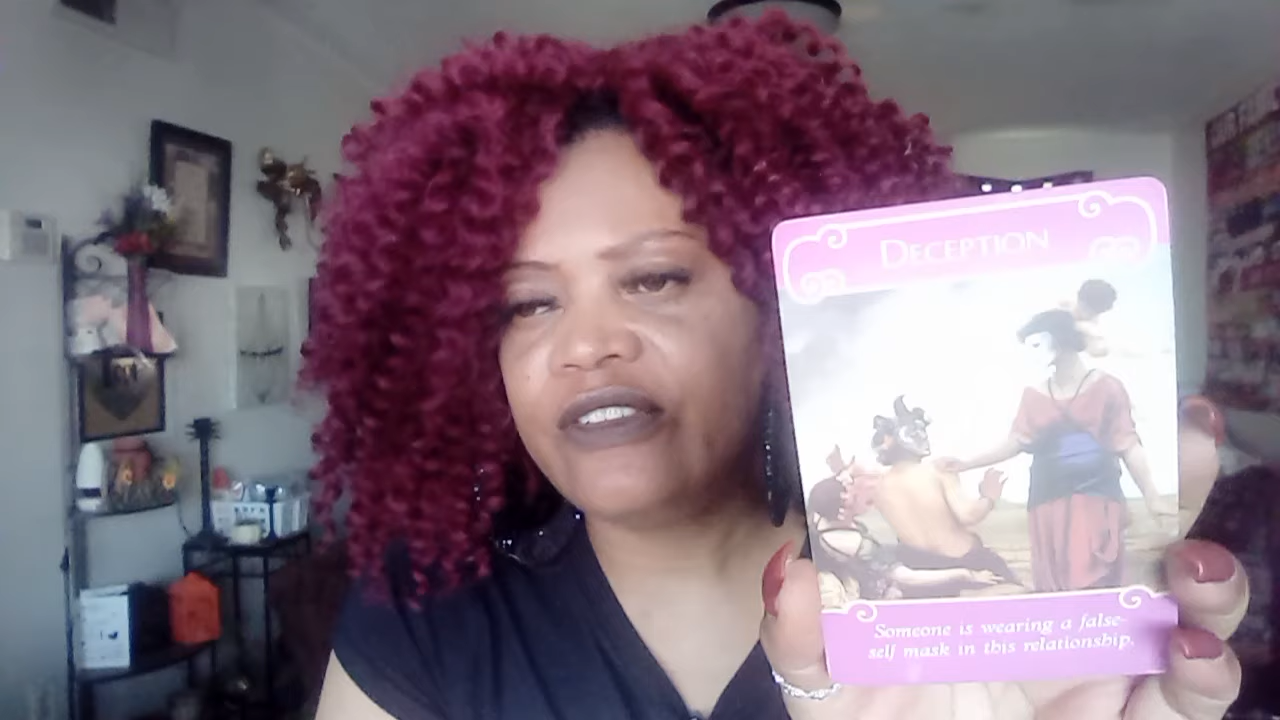 DECEPTION
Someone is wearing a false-
self mask in this relationship.